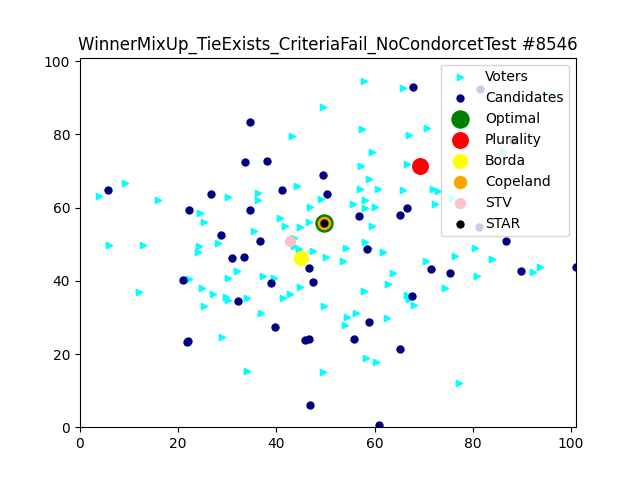 WinnerMixUp_TieExists_CriteriaFail_NoCondorcetTest #8546
100
80
60
40
20
0
0 20 40 60 80 100
Voters
Candidates
Optimal
Plurality
Borda
Copeland
STV
STAR